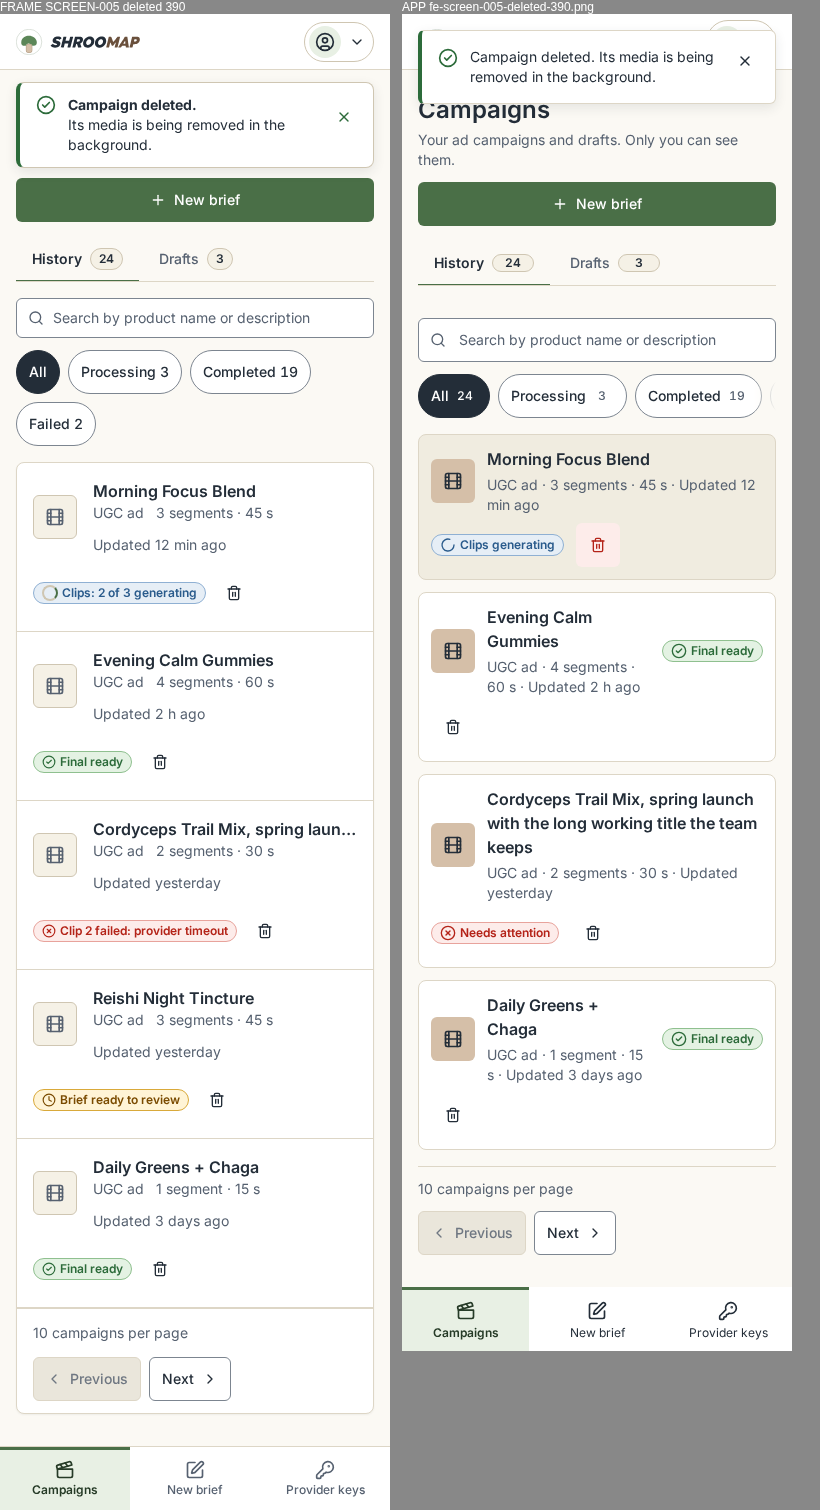 FRAME SCREEN-005 deleted 390
SHROOMAP
Campaign deleted.
Its media is being removed in the
background.
New brief
History 24 Drafts 3
Search by product name or description
All Processing 3 Completed 19
Failed 2
Morning Focus Blend
UGC ad 3 segments · 45 s
Updated 12 min ago
Clips: 2 of 3 generating
Evening Calm Gummies
UGC ad 4 segments · 60 s
Updated 2 h ago
Final ready
Cordyceps Trail Mix, spring laun...
UGC ad 2 segments · 30 s
Updated yesterday
Clip 2 failed: provider timeout
Reishi Night Tincture
UGC ad 3 segments · 45 s
Updated yesterday
Brief ready to review
Daily Greens + Chaga
UGC ad 1 segment · 15 s
Updated 3 days ago
Final ready
10 campaigns per page
Previous Next
Campaigns New brief Provider keys
APP fe-screen-005-deleted-390.png
Campaign deleted. Its media is being
removed in the background.
Campaigns
Your ad campaigns and drafts. Only you can see
them.
New brief
History 24 Drafts 3
Search by product name or description
All 24 Processing 3 Completed 19
Morning Focus Blend
UGC ad · 3 segments · 45 s · Updated 12
min ago
Clips generating
Evening Calm
Gummies
UGC ad · 4 segments ·
60 s · Updated 2 h ago
Final ready
Cordyceps Trail Mix, spring launch
with the long working title the team
keeps
UGC ad · 2 segments · 30 s · Updated
yesterday
Needs attention
Daily Greens +
Chaga
UGC ad · 1 segment · 15
s · Updated 3 days ago
Final ready
10 campaigns per page
Previous Next
Campaigns New brief Provider keys